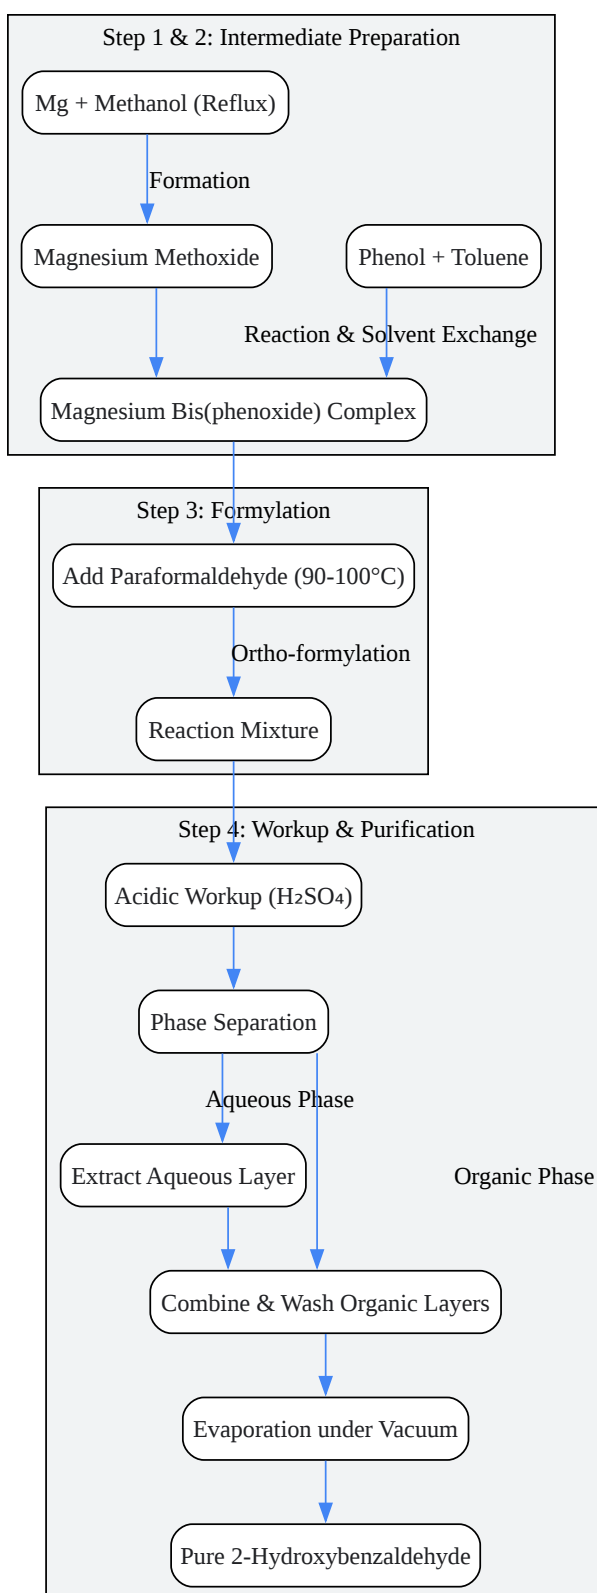 Step 1 & 2: Intermediate Preparation
Mg + Methanol (Reflux)
Formation
Magnesium Methoxide
Phenol + Toluene
Reaction & Solvent Exchange
Magnesium Bis(phenoxide) Complex
Step 3: Formylation
Add Paraformaldehyde (90-100°C)
Ortho-formylation
Reaction Mixture
Step 4: Workup & Purification
Acidic Workup (H₂SO₄)
Phase Separation
Aqueous Phase
Extract Aqueous Layer
Organic Phase
Combine & Wash Organic Layers
Evaporation under Vacuum
Pure 2-Hydroxybenzaldehyde